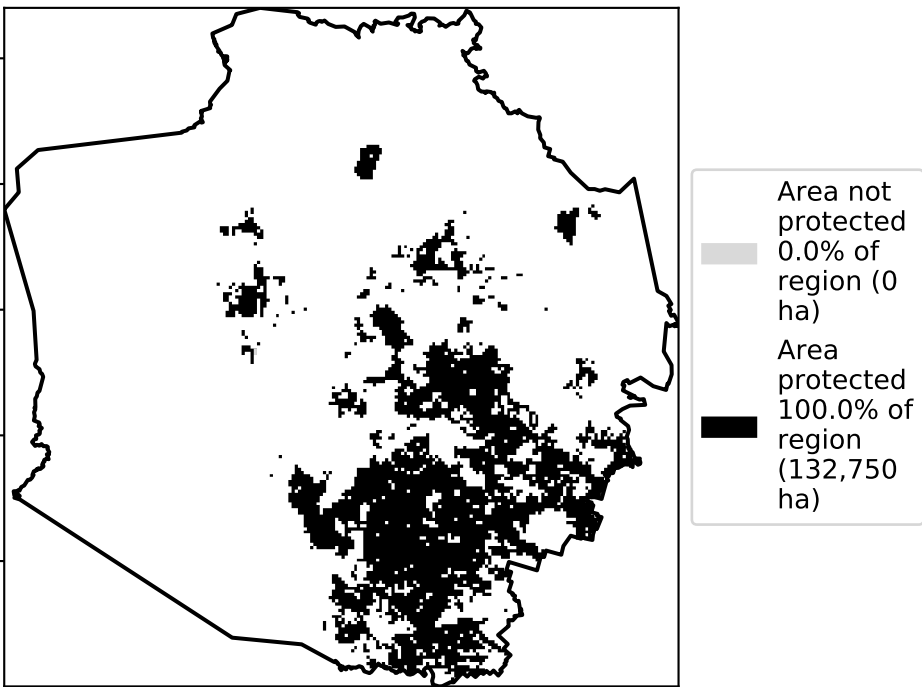 Area not
protected
0.0% of
region (0
ha)
Area
protected
100.0% of
region
(132,750
ha)